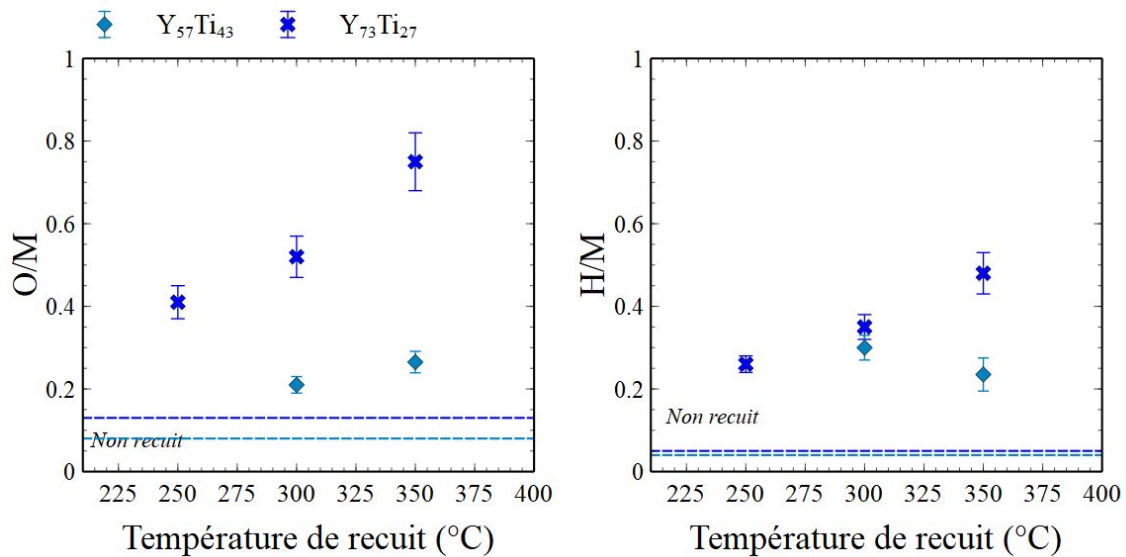 Y₅₇Ti₄₃ Y₇₃Ti₂₇
1
0.8
0.6
0.4
0.2
0
O/M
Non recuit
225 250 275 300 325 350 375 400
Température de recuit (°C)
1
0.8
0.6
0.4
0.2
0
H/M
Non recuit
225 250 275 300 325 350 375 400
Température de recuit (°C)